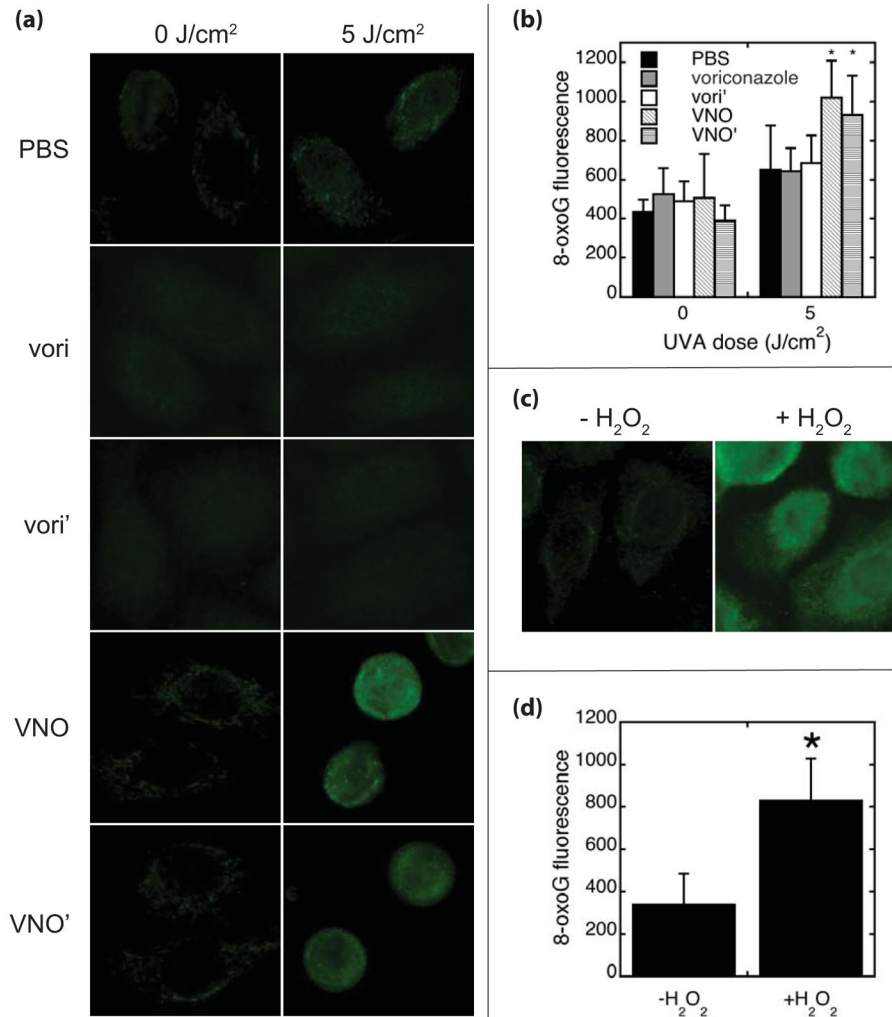 (a)
0 J/cm²
5 J/cm²
PBS
vori
vori'
VNO
VNO'
(b)
8-oxoG fluorescence
1200
1000
800
600
400
200
0
PBS
voriconazole
vori'
VNO
VNO'
* *
0
5
UVA dose (J/cm²)
(c)
- H₂O₂
+ H₂O₂
(d)
8-oxoG fluorescence
1200
1000
800
600
400
200
0
*
-H₂O₂
+H₂O₂